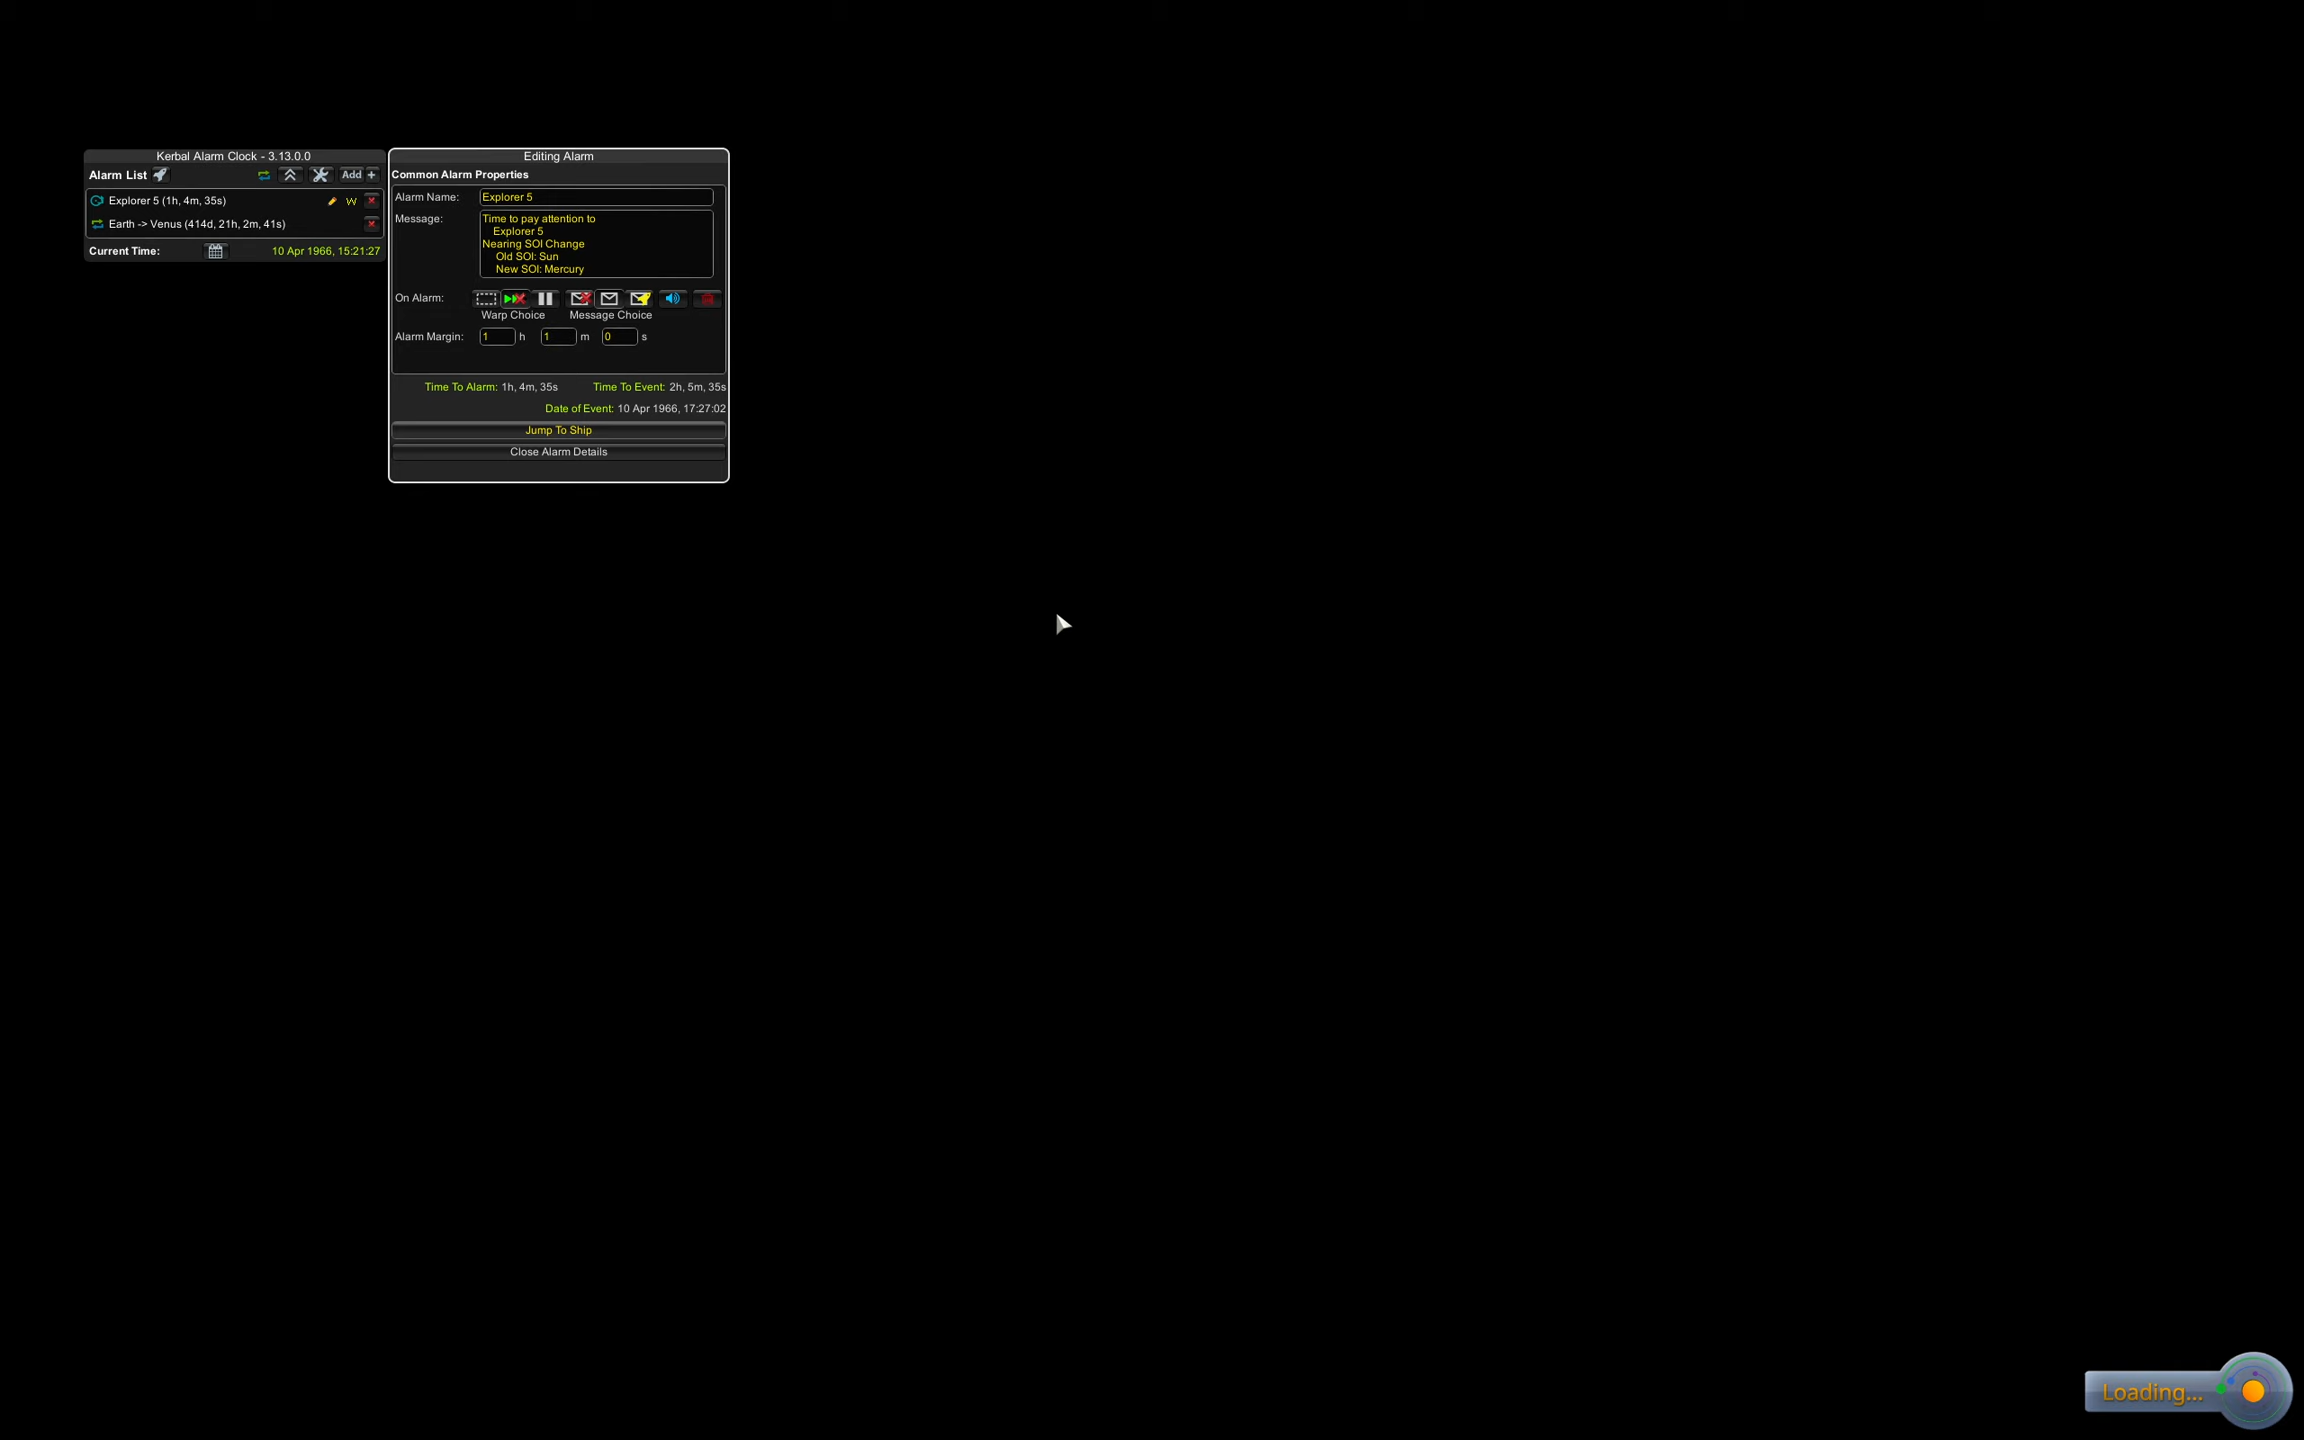 Kerbal Alarm Clock - 3.13.0.0
Alarm List
Add +
Explorer 5 (1h, 4m, 35s)
W
Earth -> Venus (414d, 21h, 2m, 41s)
Current Time:
10 Apr 1966, 15:21:27
Editing Alarm
Common Alarm Properties
Alarm Name:
Explorer 5
Message:
Time to pay attention to
Explorer 5
Nearing SOI Change
Old SOI: Sun
New SOI: Mercury
On Alarm:
Warp Choice
Message Choice
Alarm Margin:
1 h 1 m 0 s
Time To Alarm: 1h, 4m, 35s
Time To Event: 2h, 5m, 35s
Date of Event: 10 Apr 1966, 17:27:02
Jump To Ship
Close Alarm Details
Loading...